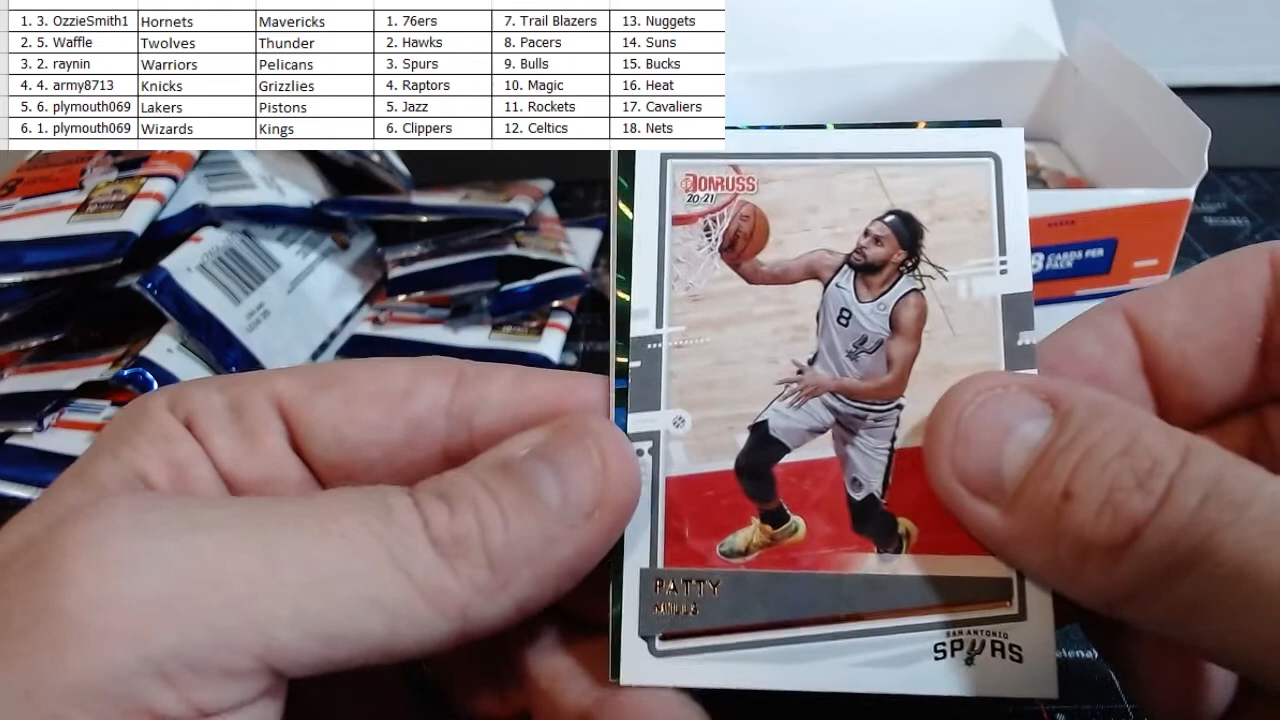 1. 3. OzzieSmith1 Hornets Mavericks 1. 76ers 7. Trail Blazers 13. Nuggets
2. 5. Waffle Twolves Thunder 2. Hawks 8. Pacers 14. Suns
3. 2. raynin Warriors Pelicans 3. Spurs 9. Bulls 15. Bucks
4. 4. army8713 Knicks Grizzlies 4. Raptors 10. Magic 16. Heat
5. 6. plymouth069 Lakers Pistons 5. Jazz 11. Rockets 17. Cavaliers
6. 1. plymouth069 Wizards Kings 6. Clippers 12. Celtics 18. Nets
DONRUSS
20-21
8
PATTY
MILLS
SAN ANTONIO
SPURS
8 CARDS PER
PACK
elena)